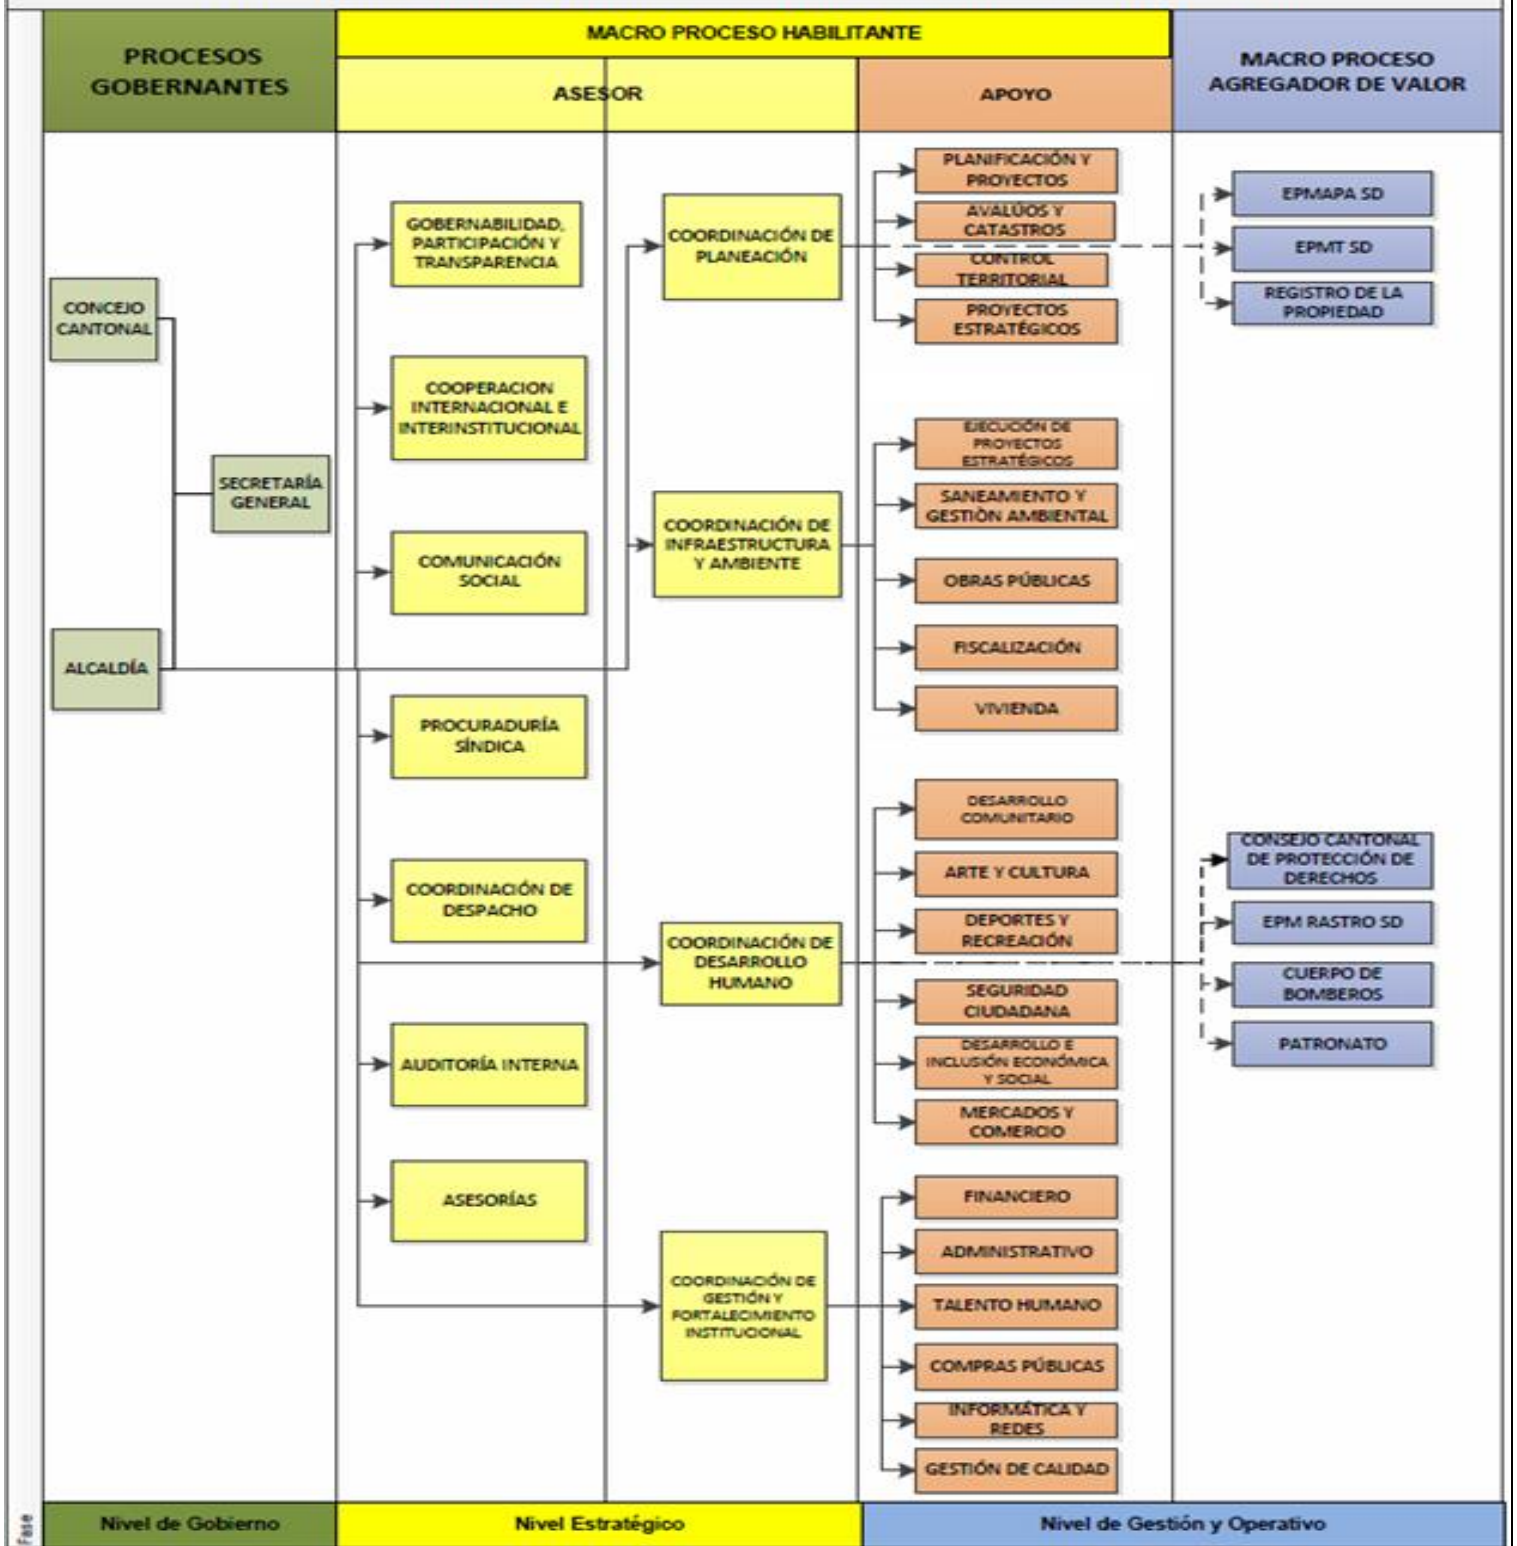 PROCESOS
GOBERNANTES
MACRO PROCESO HABILITANTE
ASESOR
APOYO
MACRO PROCESO
AGREGADOR DE VALOR
CONCEJO
CANTONAL
SECRETARÍA
GENERAL
ALCALDÍA
GOBERNABILIDAD,
PARTICIPACIÓN Y
TRANSPARENCIA
COOPERACION
INTERNACIONAL E
INTERINSTITUCIONAL
COMUNICACIÓN
SOCIAL
PROCURADURÍA
SÍNDICA
COORDINACIÓN DE
DESPACHO
AUDITORÍA INTERNA
ASESORÍAS
COORDINACIÓN DE
PLANEACIÓN
COORDINACIÓN DE
INFRAESTRUCTURA
Y AMBIENTE
COORDINACIÓN DE
DESARROLLO
HUMANO
COORDINACIÓN DE
GESTIÓN Y
FORTALECIMIENTO
INSTITUCIONAL
PLANIFICACIÓN Y
PROYECTOS
AVALÚOS Y
CATASTROS
CONTROL
TERRITORIAL
PROYECTOS
ESTRATÉGICOS
EJECUCIÓN DE
PROYECTOS
ESTRATÉGICOS
SANEAMIENTO Y
GESTIÒN AMBIENTAL
OBRAS PÚBLICAS
FISCALIZACIÓN
VIVIENDA
DESARROLLO
COMUNITARIO
ARTE Y CULTURA
DEPORTES Y
RECREACIÓN
SEGURIDAD
CIUDADANA
DESARROLLO E
INCLUSIÓN ECONÓMICA
Y SOCIAL
MERCADOS Y
COMERCIO
FINANCIERO
ADMINISTRATIVO
TALENTO HUMANO
COMPRAS PÚBLICAS
INFORMÁTICA Y
REDES
GESTIÓN DE CALIDAD
EPMAPA SD
EPMT SD
REGISTRO DE LA
PROPIEDAD
CONSEJO CANTONAL
DE PROTECCIÓN DE
DERECHOS
EPM RASTRO SD
CUERPO DE
BOMBEROS
PATRONATO
Fase
Nivel de Gobierno
Nivel Estratégico
Nivel de Gestión y Operativo